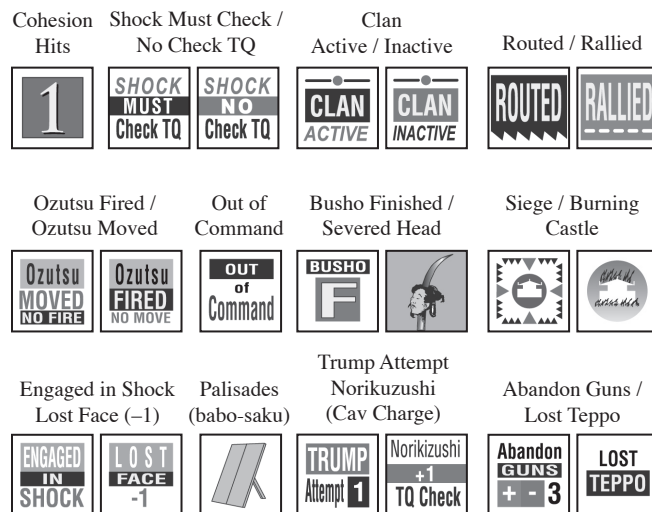 Cohesion
Hits
Shock Must Check /
No Check TQ
Clan
Active / Inactive
Routed / Rallied
1
SHOCK
MUST
Check TQ
SHOCK
NO
Check TQ
CLAN
ACTIVE
CLAN
INACTIVE
ROUTED
RALLIED
Ozutsu Fired /
Ozutsu Moved
Out of
Command
Busho Finished /
Severed Head
Siege / Burning
Castle
Ozutsu
MOVED
NO FIRE
Ozutsu
FIRED
NO MOVE
OUT
of
Command
BUSHO
F
Engaged in Shock
Lost Face (–1)
Palisades
(babo-saku)
Trump Attempt
Norikuzushi
(Cav Charge)
Abandon Guns /
Lost Teppo
ENGAGED
IN
SHOCK
LOST
FACE
-1
TRUMP
Attempt 1
Norikizushi
+1
TQ Check
Abandon
GUNS
+ - 3
LOST
TEPPO